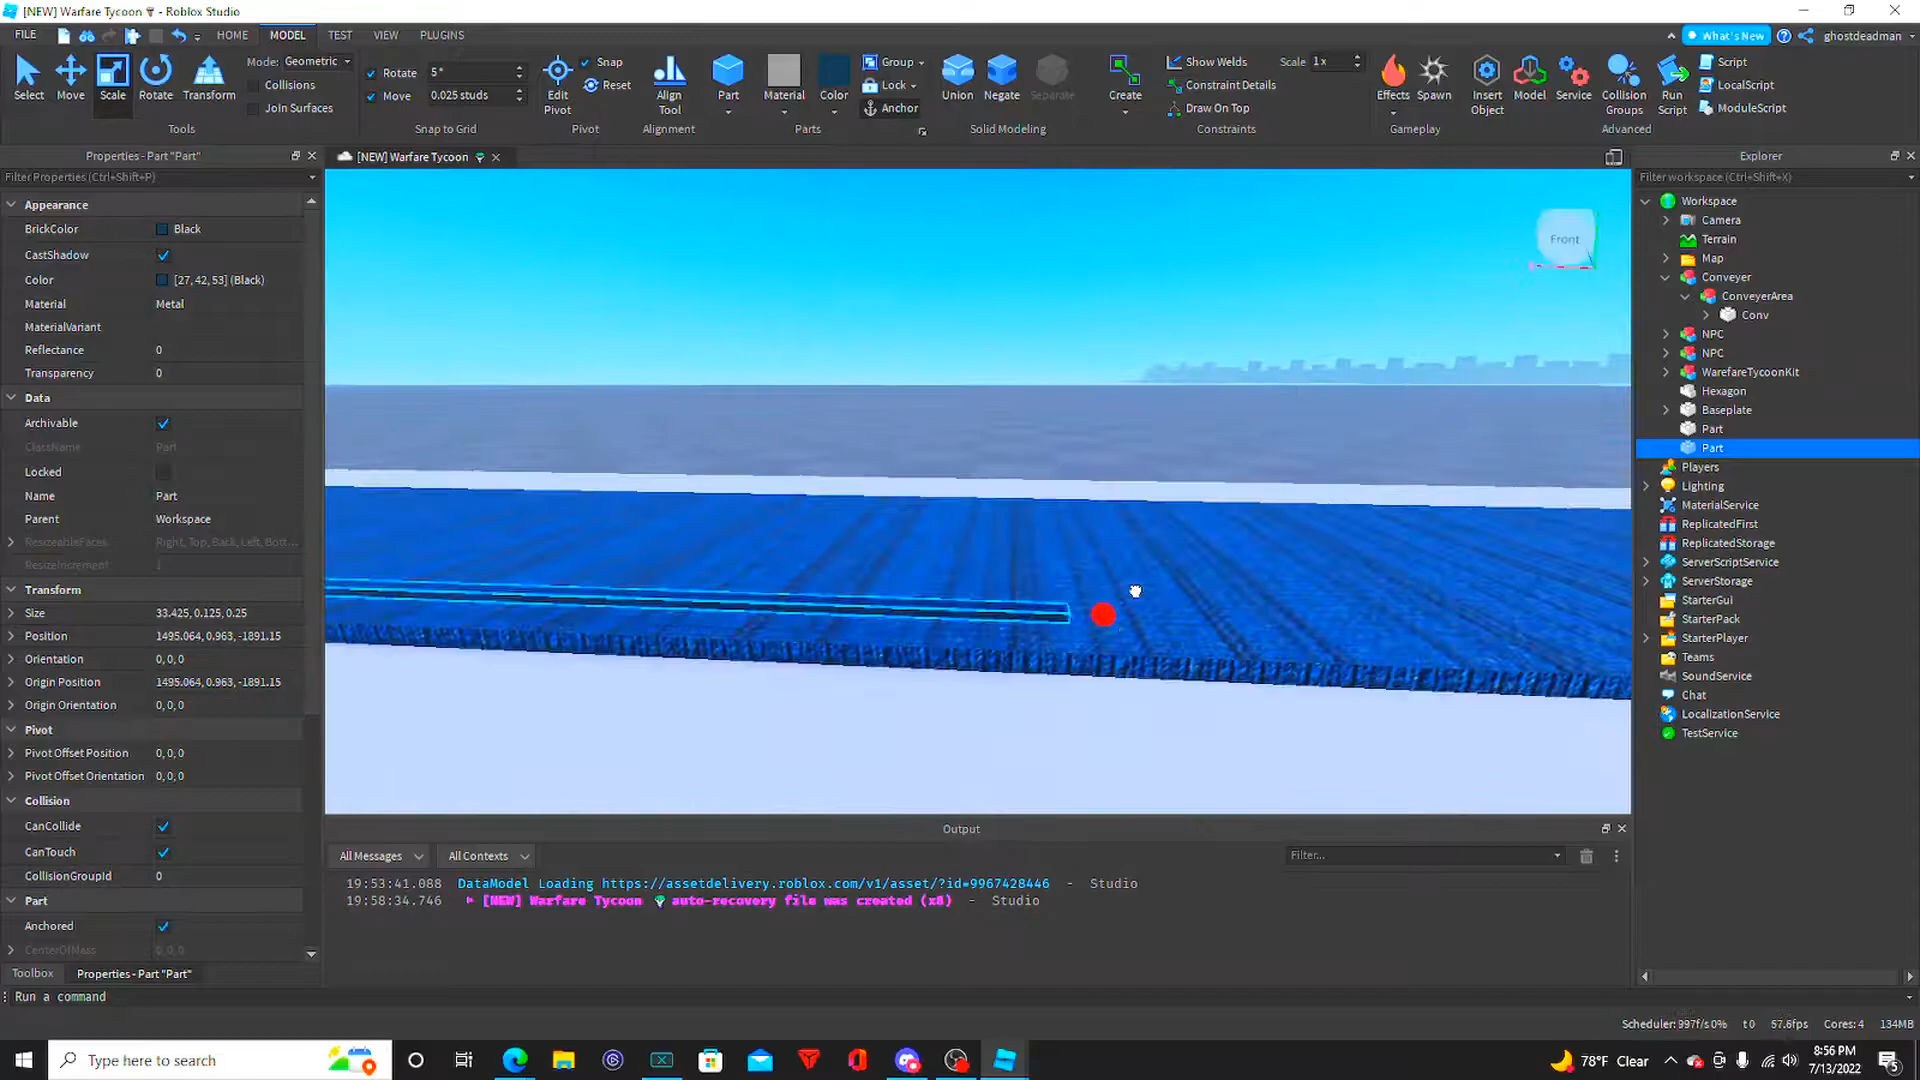 [NEW] Warfare Tycoon - Roblox Studio
FILE HOME MODEL TEST VIEW PLUGINS What's New ghostdeadman
Select Move Scale Rotate Transform
Mode: Geometric
Collisions
Join Surfaces
Tools
Rotate 5°
Move 0.025 studs
Snap to Grid
Edit Pivot
Snap
Reset
Pivot
Align Tool
Alignment
Part Material Color
Group
Lock
Anchor
Parts
Union Negate Separate
Solid Modeling
Create
Show Welds
Scale 1x
Constraint Details
Draw On Top
Constraints
Effects Spawn
Gameplay
Insert Object
Model Service
Collision Groups
Run Script
Script
LocalScript
ModuleScript
Advanced
Properties - Part "Part"
Filter Properties (Ctrl+Shift+P)
Appearance
BrickColor Black
CastShadow
Color [27, 42, 53] (Black)
Material Metal
MaterialVariant
Reflectance 0
Transparency 0
Data
Archivable
ClassName Part
Locked
Name Part
Parent Workspace
ResizeableFaces Right, Top, Back, Left, Bott...
ResizeIncrement 1
Transform
Size 33.425, 0.125, 0.25
Position 1495.064, 0.963, -1891.15
Orientation 0, 0, 0
Origin Position 1495.064, 0.963, -1891.15
Origin Orientation 0, 0, 0
Pivot
Pivot Offset Position 0, 0, 0
Pivot Offset Orientation 0, 0, 0
Collision
CanCollide
CanTouch
CollisionGroupId 0
Part
Anchored
CenterOfMass 0, 0, 0
Toolbox Properties - Part "Part"
Run a command
[NEW] Warfare Tycoon
Front
Output
All Messages All Contexts Filter...
19:53:41.088 DataModel Loading https://assetdelivery.roblox.com/v1/asset/?id=9967428446 - Studio
19:58:34.746 [NEW] Warfare Tycoon auto-recovery file was created (x8) - Studio
Explorer
Filter workspace (Ctrl+Shift+X)
Workspace
Camera
Terrain
Map
Conveyer
ConveyerArea
Conv
NPC
NPC
WarefareTycoonKit
Hexagon
Baseplate
Part
Part
Players
Lighting
MaterialService
ReplicatedFirst
ReplicatedStorage
ServerScriptService
ServerStorage
StarterGui
StarterPack
StarterPlayer
Teams
SoundService
Chat
LocalizationService
TestService
Scheduler: 997f/s 0% t0 57.6fps Cores: 4 134MB
Type here to search
78°F Clear
8:56 PM
7/13/2022
5